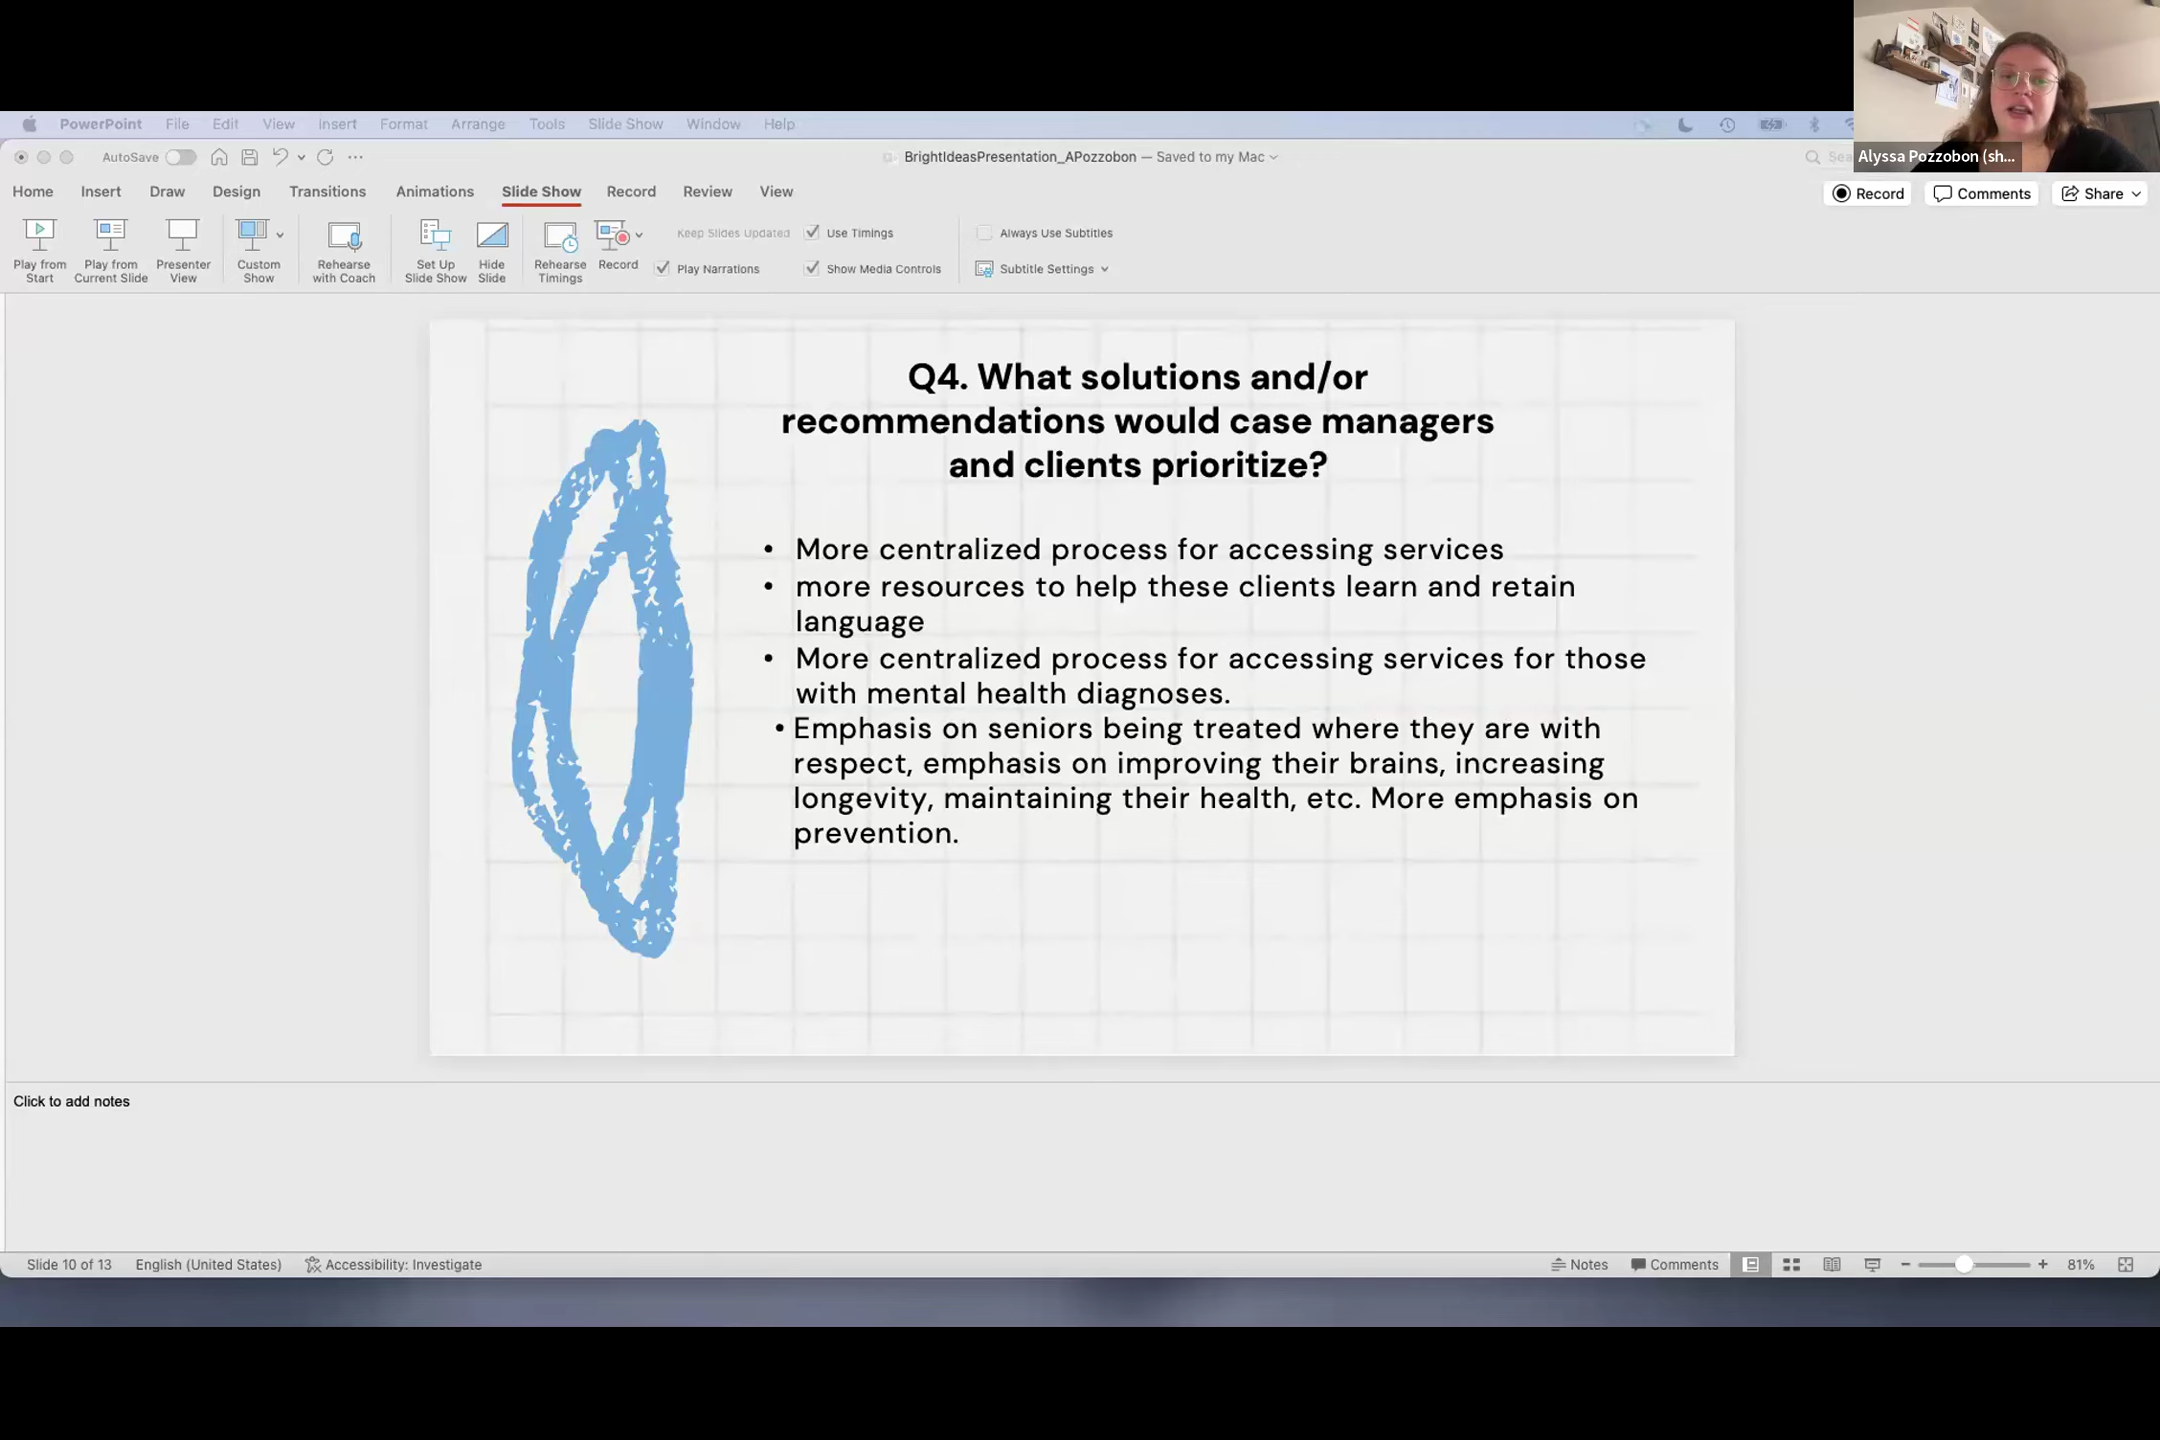 PowerPoint File Edit View Insert Format Arrange Tools Slide Show Window Help
AutoSave
BrightIdeasPresentation_APozzobon — Saved to my Mac
Sea
Alyssa Pozzobon (sh...
Home Insert Draw Design Transitions Animations Slide Show Record Review View
Record Comments Share
Play from Start
Play from Current Slide
Presenter View
Custom Show
Rehearse with Coach
Set Up Slide Show
Hide Slide
Rehearse Timings
Record
Keep Slides Updated
Use Timings
Play Narrations
Show Media Controls
Always Use Subtitles
Subtitle Settings
Q4. What solutions and/or
recommendations would case managers
and clients prioritize?
• More centralized process for accessing services
• more resources to help these clients learn and retain
language
• More centralized process for accessing services for those
with mental health diagnoses.
• Emphasis on seniors being treated where they are with
respect, emphasis on improving their brains, increasing
longevity, maintaining their health, etc. More emphasis on
prevention.
Click to add notes
Slide 10 of 13 English (United States) Accessibility: Investigate
Notes Comments 81%